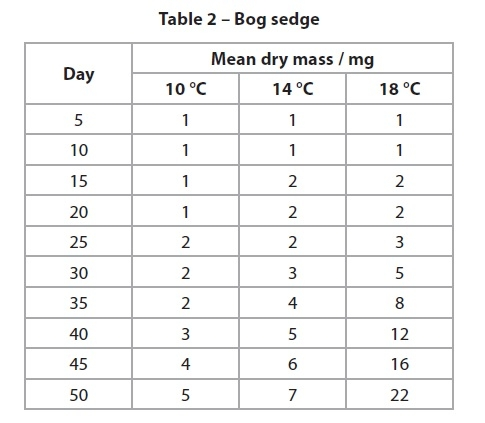 Table 2 – Bog sedge
Day
Mean dry mass / mg
10 °C 14 °C 18 °C
5 1 1 1
10 1 1 1
15 1 2 2
20 1 2 2
25 2 2 3
30 2 3 5
35 2 4 8
40 3 5 12
45 4 6 16
50 5 7 22